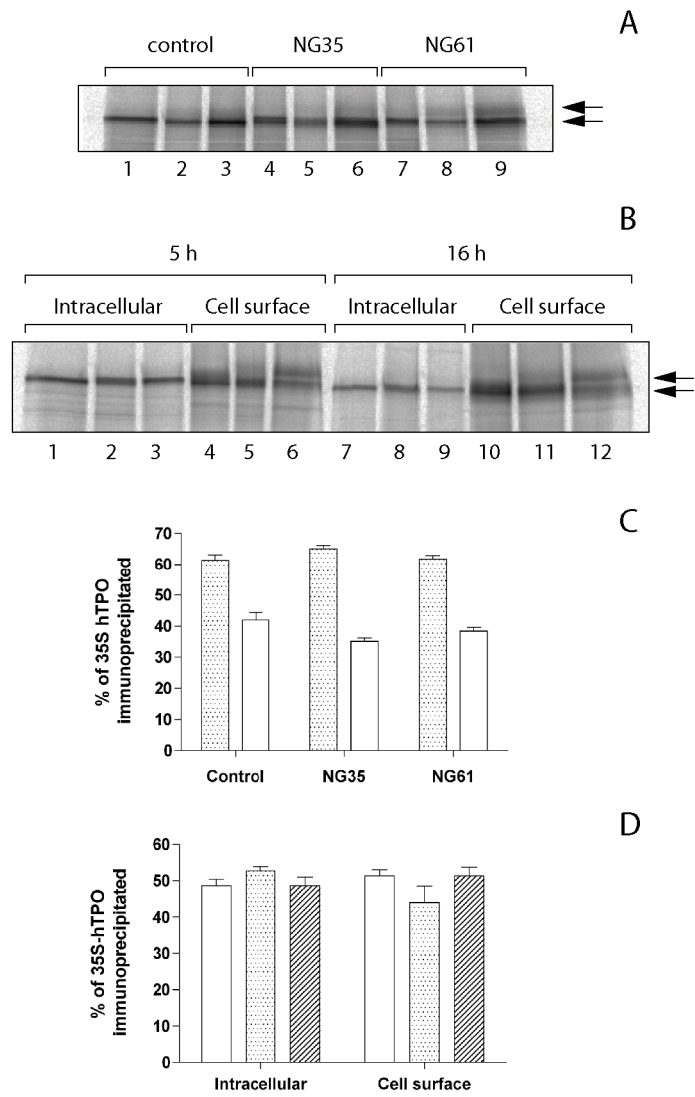 A
control NG35 NG61
1 2 3 4 5 6 7 8 9
B
5 h 16 h
Intracellular Cell surface Intracellular Cell surface
1 2 3 4 5 6 7 8 9 10 11 12
C
% of 35S hTPO
immunoprecipitated
70
60
50
40
30
20
10
0
Control NG35 NG61
D
% of 35S-hTPO
immunoprecipitated
60
50
40
30
20
10
0
Intracellular Cell surface